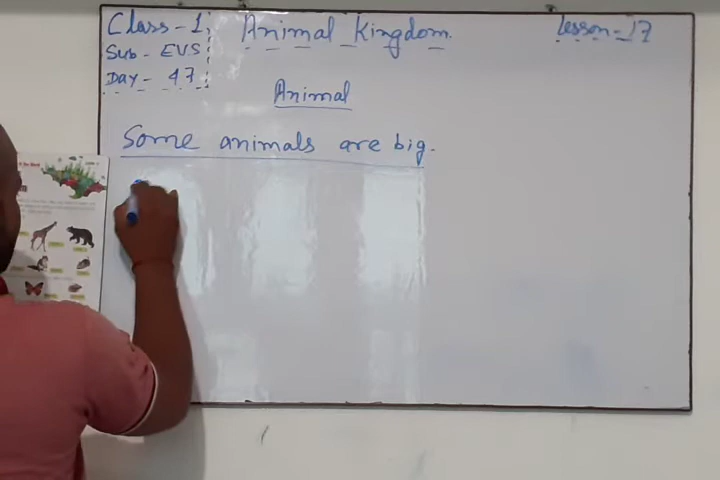 Class - 1
Sub - EVS
Day - 47
Animal Kingdom.
Lesson - 17
Animal
Some animals are big.